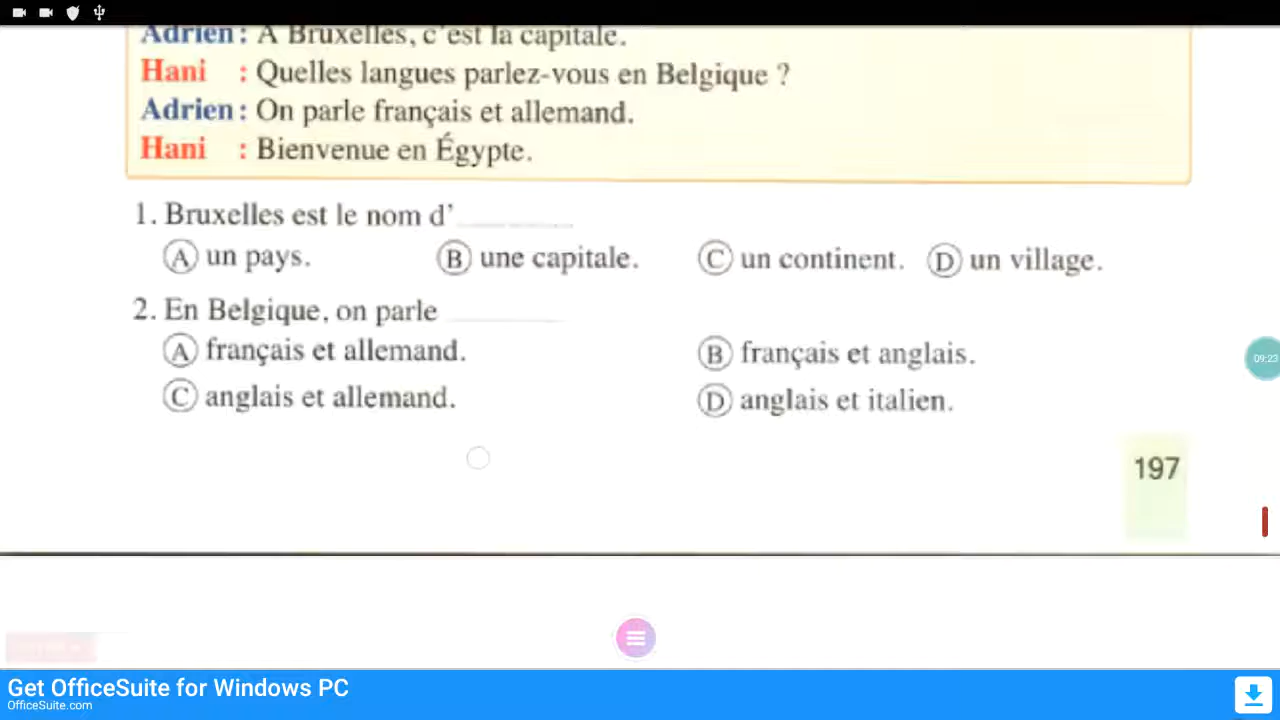 Adrien : A Bruxelles, c'est la capitale.
Hani : Quelles langues parlez-vous en Belgique ?
Adrien : On parle français et allemand.
Hani : Bienvenue en Égypte.
1. Bruxelles est le nom d' ________
A un pays. B une capitale. C un continent. D un village.
2. En Belgique, on parle ________
A français et allemand. B français et anglais.
C anglais et allemand. D anglais et italien.
09:23
197
Get OfficeSuite for Windows PC
OfficeSuite.com